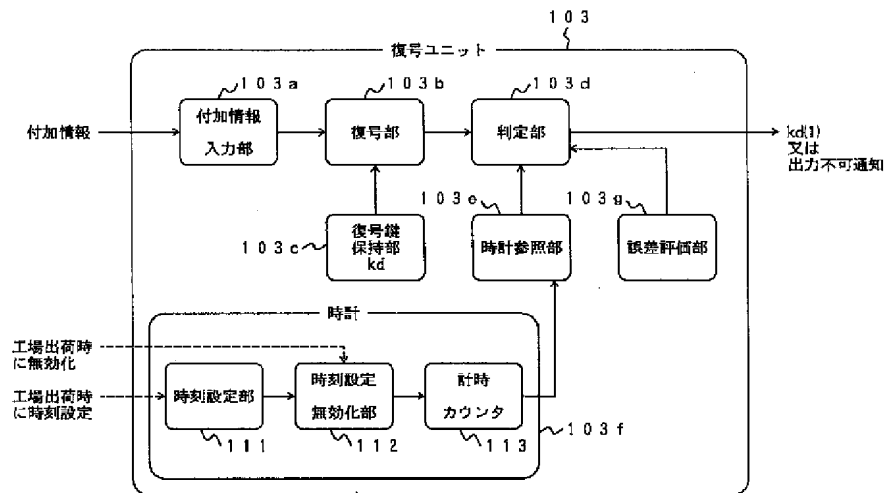 103
復号ユニット
103a
103b
103d
付加情報
付加情報
入力部
復号部
判定部
kd(1)
又は
出力不可通知
103e
103g
103c
復号鍵
保持部
kd
時計参照部
誤差評価部
時計
工場出荷時
に無効化
工場出荷時
に時刻設定
時刻設定部
時刻設定
無効化部
計時
カウンタ
111
112
113
103f